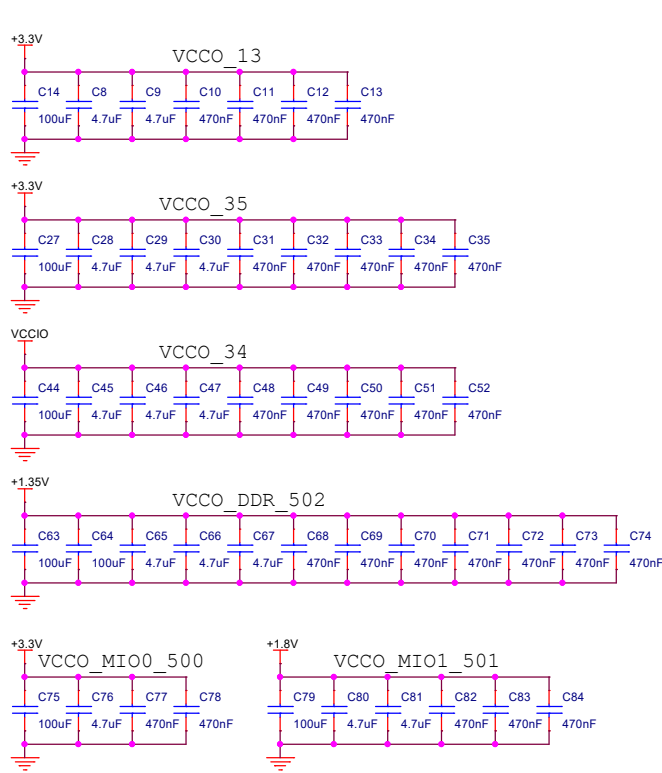 +3.3V
VCCO_13
C14 C8 C9 C10 C11 C12 C13
100uF 4.7uF 4.7uF 470nF 470nF 470nF 470nF
+3.3V
VCCO_35
C27 C28 C29 C30 C31 C32 C33 C34 C35
100uF 4.7uF 4.7uF 4.7uF 470nF 470nF 470nF 470nF 470nF
VCCIO
VCCO_34
C44 C45 C46 C47 C48 C49 C50 C51 C52
100uF 4.7uF 4.7uF 4.7uF 470nF 470nF 470nF 470nF 470nF
+1.35V
VCCO_DDR_502
C63 C64 C65 C66 C67 C68 C69 C70 C71 C72 C73 C74
100uF 100uF 4.7uF 4.7uF 4.7uF 470nF 470nF 470nF 470nF 470nF 470nF 470nF
+3.3V
VCCO_MIO0_500
C75 C76 C77 C78
100uF 4.7uF 470nF 470nF
+1.8V
VCCO_MIO1_501
C79 C80 C81 C82 C83 C84
100uF 4.7uF 4.7uF 470nF 470nF 470nF